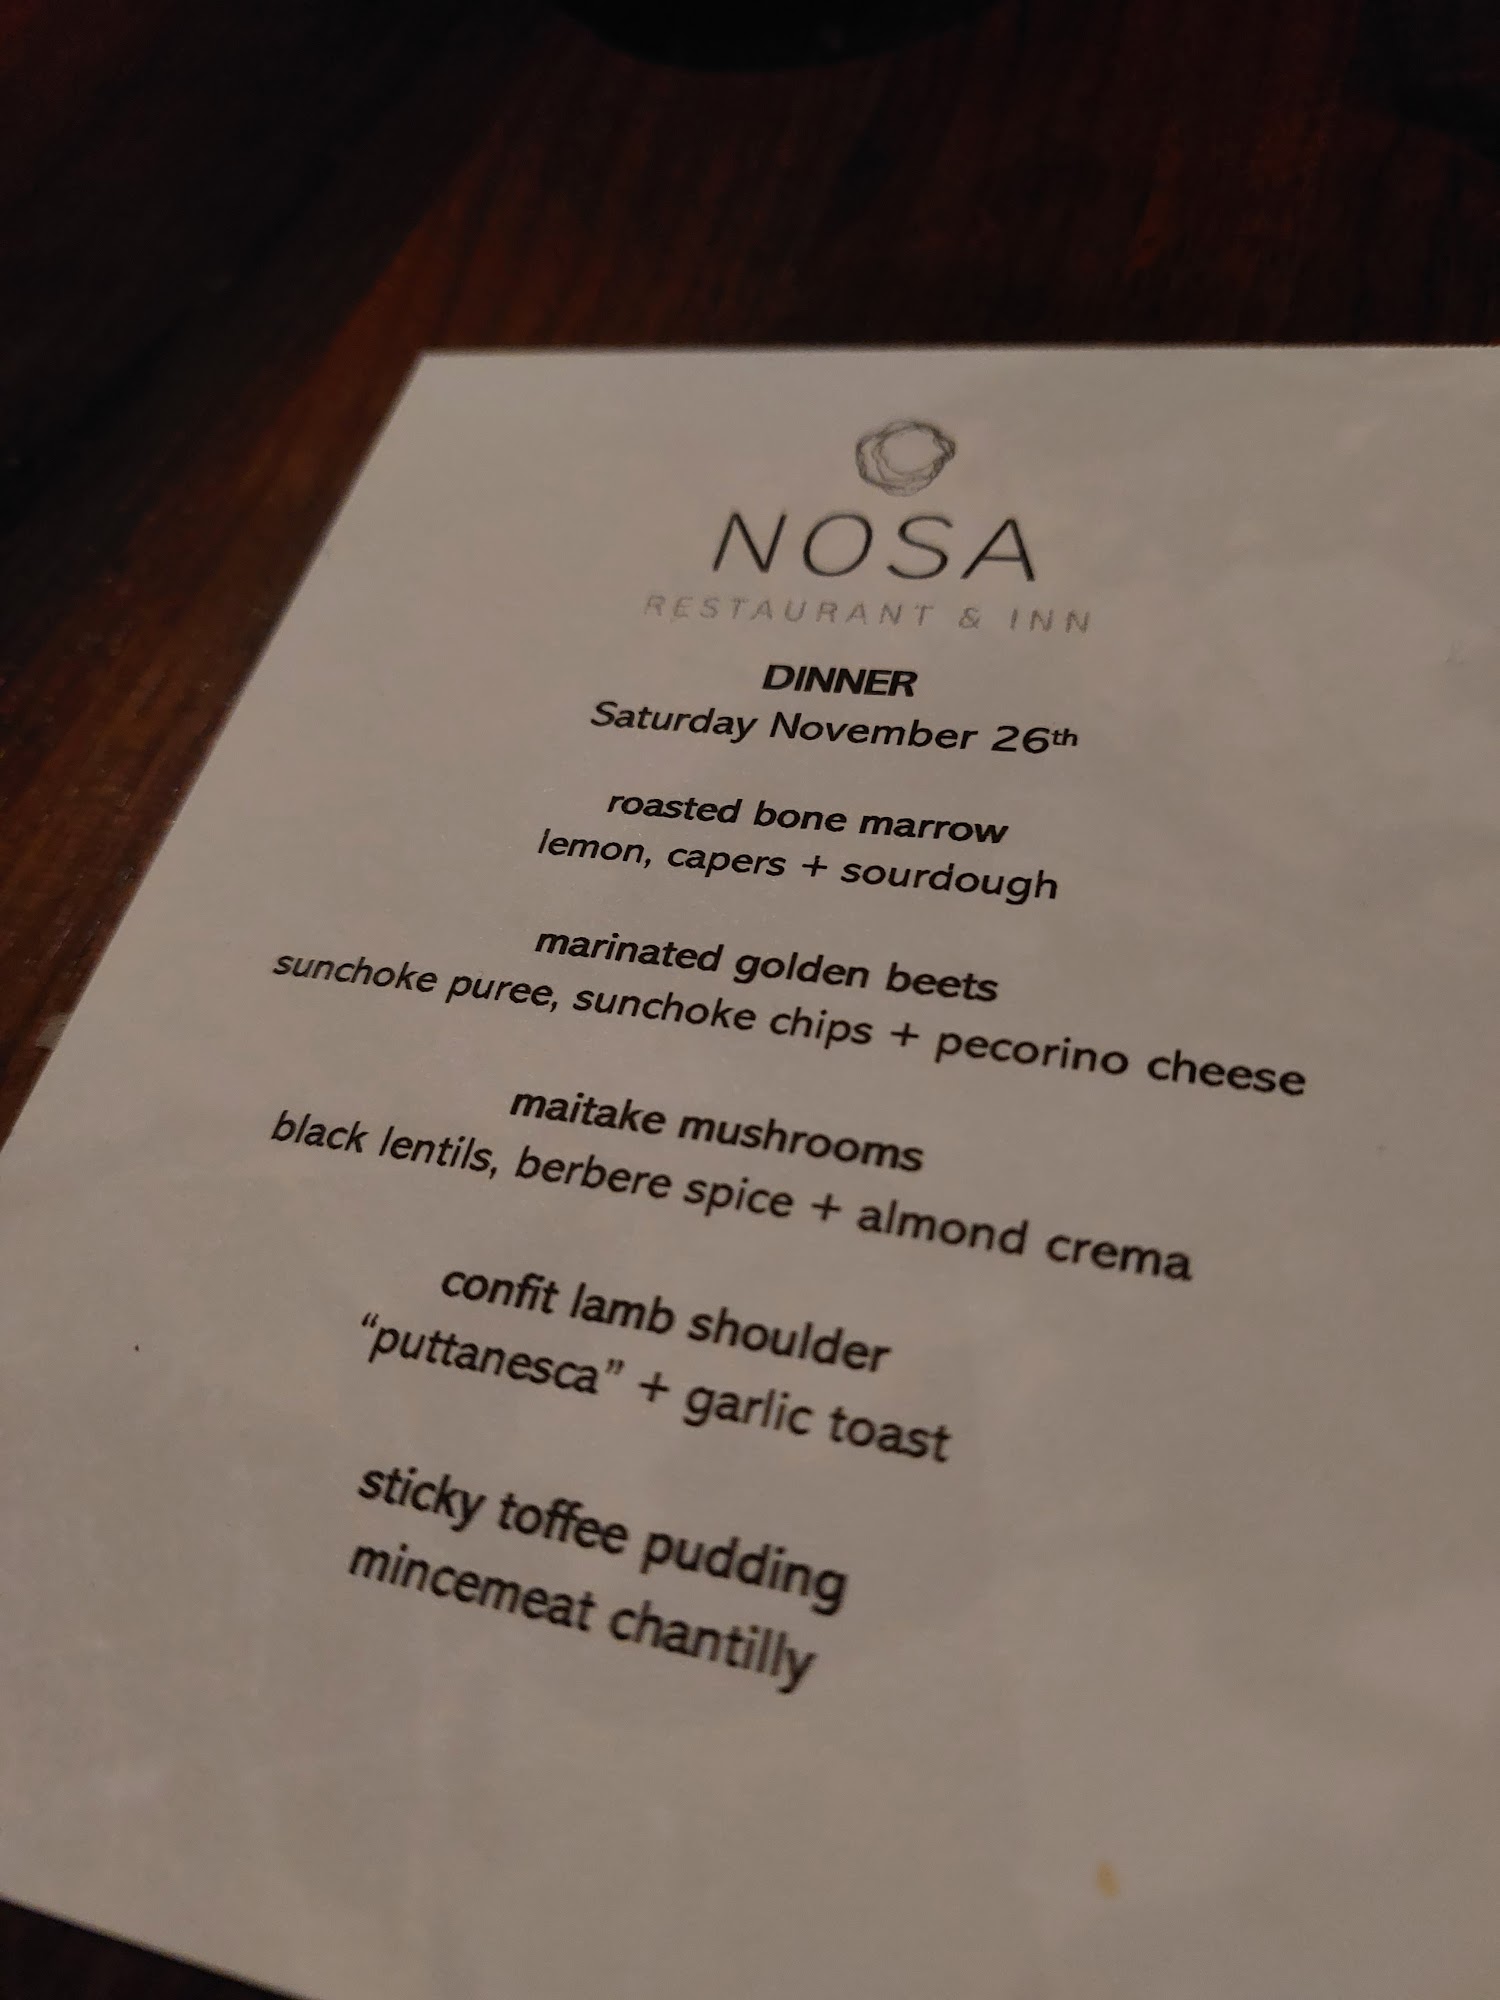 NOSA
RESTAURANT & INN
DINNER
Saturday November 26th
roasted bone marrow
lemon, capers + sourdough
marinated golden beets
sunchoke puree, sunchoke chips + pecorino cheese
maitake mushrooms
black lentils, berbere spice + almond crema
confit lamb shoulder
“puttanesca” + garlic toast
sticky toffee pudding
mincemeat chantilly